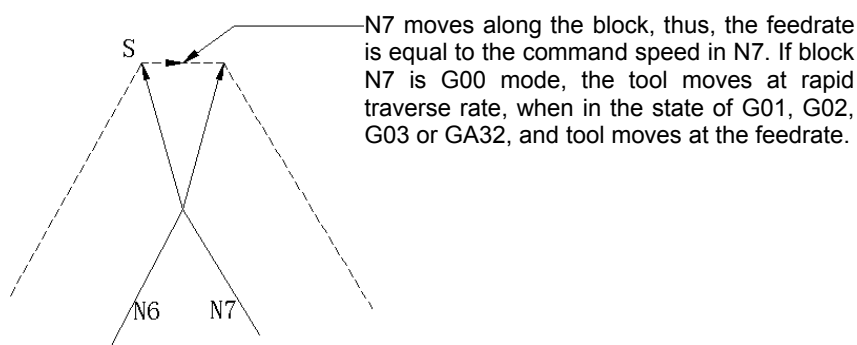 N7 moves along the block, thus, the feedrate
is equal to the command speed in N7. If block
N7 is G00 mode, the tool moves at rapid
traverse rate, when in the state of G01, G02,
G03 or GA32, and tool moves at the feedrate.
S
N6
N7